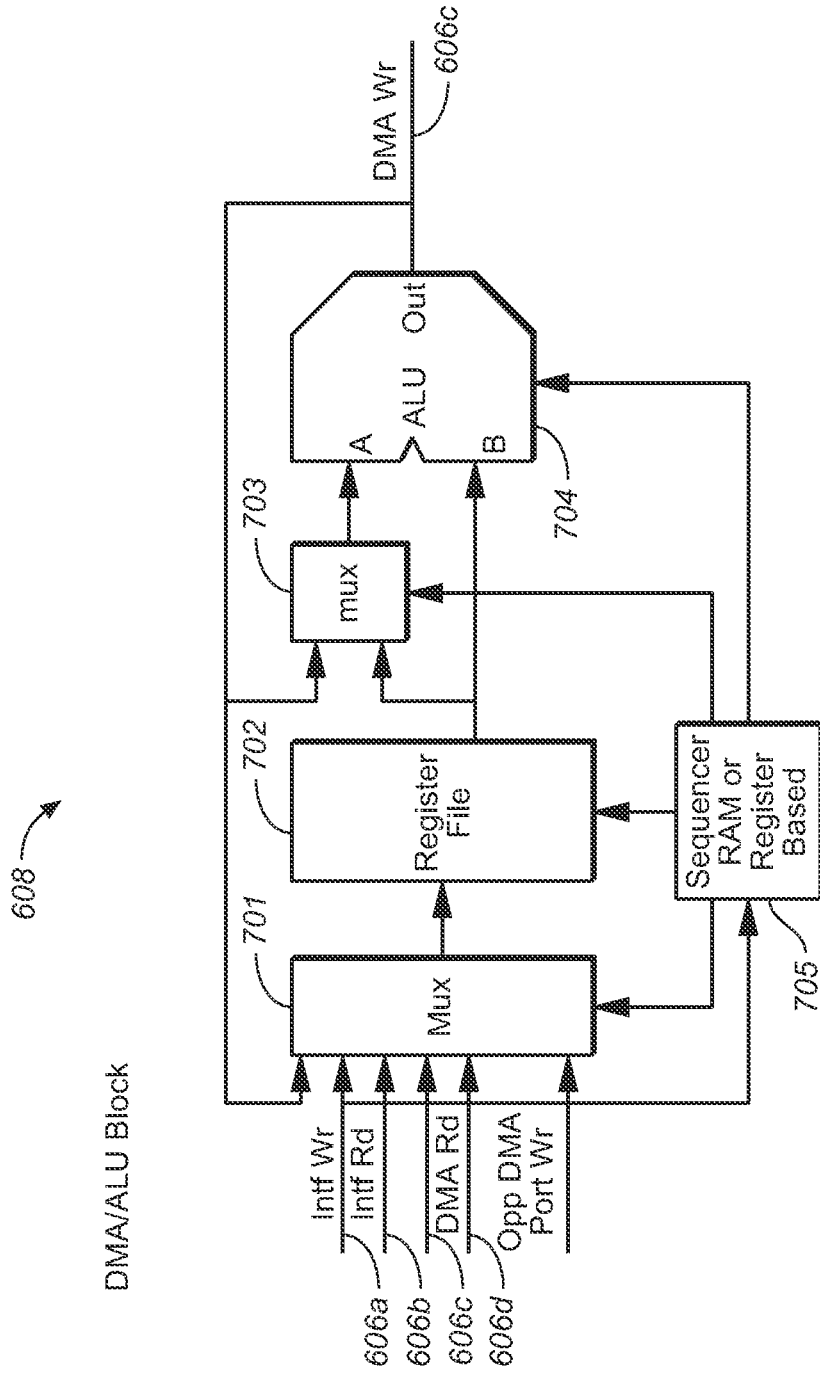 608
DMA/ALU Block
701
702
703
Intf Wr
Intf Rd
DMA Rd
Opp DMA
Port Wr
606a
606b
606c
606d
Mux
Register
File
mux
A
ALU
B
Out
DMA Wr
606c
704
Sequencer
RAM or
Register
Based
705